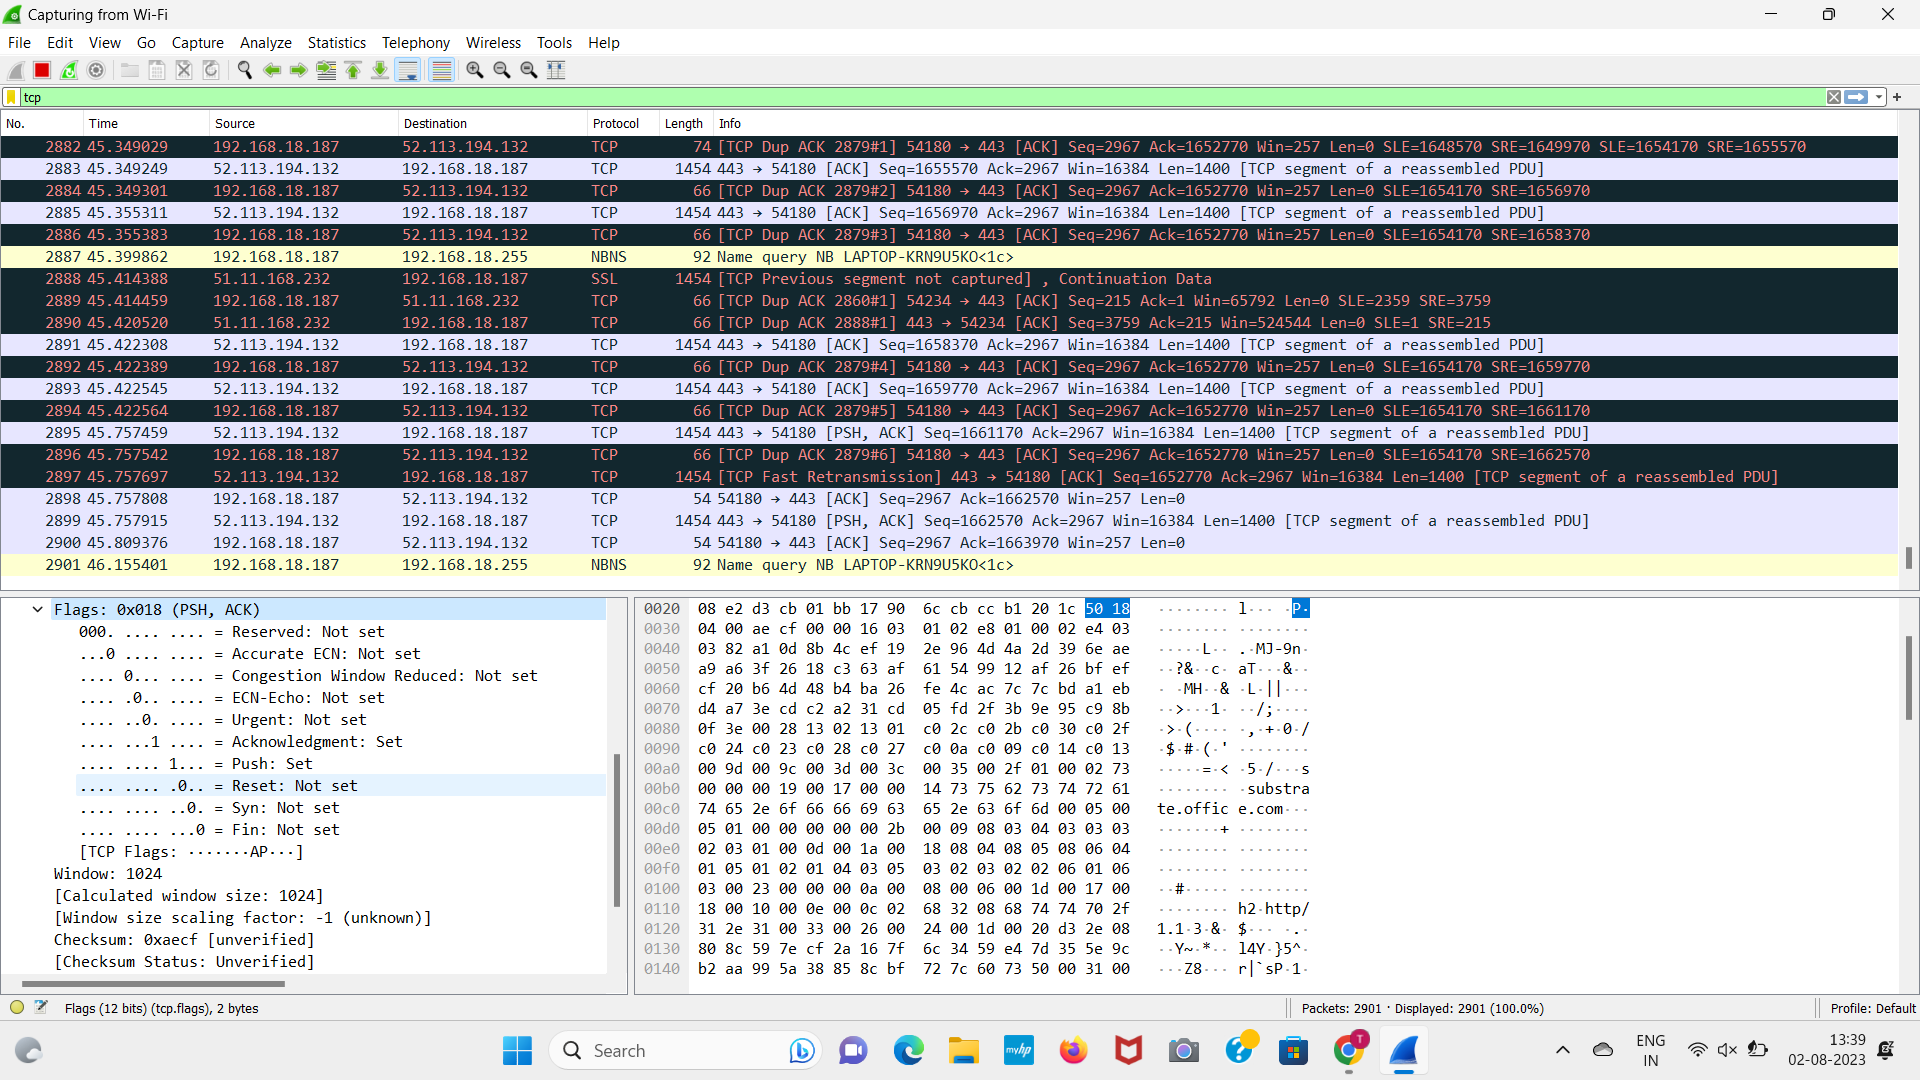 Capturing from Wi-Fi
File Edit View Go Capture Analyze Statistics Telephony Wireless Tools Help
tcp
No. Time Source Destination Protocol Length Info
2882 45.349029 192.168.18.187 52.113.194.132 TCP 74 [TCP Dup ACK 2879#1] 54180 → 443 [ACK] Seq=2967 Ack=1652770 Win=257 Len=0 SLE=1648570 SRE=1649970 SLE=1654170 SRE=1655570
2883 45.349249 52.113.194.132 192.168.18.187 TCP 1454 443 → 54180 [ACK] Seq=1655570 Ack=2967 Win=16384 Len=1400 [TCP segment of a reassembled PDU]
2884 45.349301 192.168.18.187 52.113.194.132 TCP 66 [TCP Dup ACK 2879#2] 54180 → 443 [ACK] Seq=2967 Ack=1652770 Win=257 Len=0 SLE=1654170 SRE=1656970
2885 45.355311 52.113.194.132 192.168.18.187 TCP 1454 443 → 54180 [ACK] Seq=1656970 Ack=2967 Win=16384 Len=1400 [TCP segment of a reassembled PDU]
2886 45.355383 192.168.18.187 52.113.194.132 TCP 66 [TCP Dup ACK 2879#3] 54180 → 443 [ACK] Seq=2967 Ack=1652770 Win=257 Len=0 SLE=1654170 SRE=1658370
2887 45.399862 192.168.18.187 192.168.18.255 NBNS 92 Name query NB LAPTOP-KRN9U5KO<1c>
2888 45.414388 51.11.168.232 192.168.18.187 SSL 1454 [TCP Previous segment not captured] , Continuation Data
2889 45.414459 192.168.18.187 51.11.168.232 TCP 66 [TCP Dup ACK 2860#1] 54234 → 443 [ACK] Seq=215 Ack=1 Win=65792 Len=0 SLE=2359 SRE=3759
2890 45.420520 51.11.168.232 192.168.18.187 TCP 66 [TCP Dup ACK 2888#1] 443 → 54234 [ACK] Seq=3759 Ack=215 Win=524544 Len=0 SLE=1 SRE=215
2891 45.422308 52.113.194.132 192.168.18.187 TCP 1454 443 → 54180 [ACK] Seq=1658370 Ack=2967 Win=16384 Len=1400 [TCP segment of a reassembled PDU]
2892 45.422389 192.168.18.187 52.113.194.132 TCP 66 [TCP Dup ACK 2879#4] 54180 → 443 [ACK] Seq=2967 Ack=1652770 Win=257 Len=0 SLE=1654170 SRE=1659770
2893 45.422545 52.113.194.132 192.168.18.187 TCP 1454 443 → 54180 [ACK] Seq=1659770 Ack=2967 Win=16384 Len=1400 [TCP segment of a reassembled PDU]
2894 45.422564 192.168.18.187 52.113.194.132 TCP 66 [TCP Dup ACK 2879#5] 54180 → 443 [ACK] Seq=2967 Ack=1652770 Win=257 Len=0 SLE=1654170 SRE=1661170
2895 45.757459 52.113.194.132 192.168.18.187 TCP 1454 443 → 54180 [PSH, ACK] Seq=1661170 Ack=2967 Win=16384 Len=1400 [TCP segment of a reassembled PDU]
2896 45.757542 192.168.18.187 52.113.194.132 TCP 66 [TCP Dup ACK 2879#6] 54180 → 443 [ACK] Seq=2967 Ack=1652770 Win=257 Len=0 SLE=1654170 SRE=1662570
2897 45.757697 52.113.194.132 192.168.18.187 TCP 1454 [TCP Fast Retransmission] 443 → 54180 [ACK] Seq=1652770 Ack=2967 Win=16384 Len=1400 [TCP segment of a reassembled PDU]
2898 45.757808 192.168.18.187 52.113.194.132 TCP 54 54180 → 443 [ACK] Seq=2967 Ack=1662570 Win=257 Len=0
2899 45.757915 52.113.194.132 192.168.18.187 TCP 1454 443 → 54180 [PSH, ACK] Seq=1662570 Ack=2967 Win=16384 Len=1400 [TCP segment of a reassembled PDU]
2900 45.809376 192.168.18.187 52.113.194.132 TCP 54 54180 → 443 [ACK] Seq=2967 Ack=1663970 Win=257 Len=0
2901 46.155401 192.168.18.187 192.168.18.255 NBNS 92 Name query NB LAPTOP-KRN9U5KO<1c>
Flags: 0x018 (PSH, ACK)
000. .... .... = Reserved: Not set
...0 .... .... = Accurate ECN: Not set
.... 0... .... = Congestion Window Reduced: Not set
.... .0.. .... = ECN-Echo: Not set
.... ..0. .... = Urgent: Not set
.... ...1 .... = Acknowledgment: Set
.... .... 1... = Push: Set
.... .... .0.. = Reset: Not set
.... .... ..0. = Syn: Not set
.... .... ...0 = Fin: Not set
[TCP Flags: ·······AP···]
Window: 1024
[Calculated window size: 1024]
[Window size scaling factor: -1 (unknown)]
Checksum: 0xaecf [unverified]
[Checksum Status: Unverified]
0020 08 e2 d3 cb 01 bb 17 90 6c cb cc b1 20 1c 50 18 ········ l··· ·P·
0030 04 00 ae cf 00 00 16 03 01 02 e8 01 00 02 e4 03 ········ ········
0040 03 82 a1 0d 8b 4c ef 19 2e 96 4d 4a 2d 39 6e ae ·····L·· .·MJ-9n·
0050 a9 a6 3f 26 18 c3 63 af 61 54 99 12 af 26 bf ef ··?&··c· aT···&··
0060 cf 20 b6 4d 48 b4 ba 26 fe 4c ac 7c 7c bd a1 eb · ·MH··& ·L·||···
0070 d4 a7 3e cd c2 a2 31 cd 05 fd 2f 3b 9e 95 c9 8b ··>···1· ··/;····
0080 0f 3e 00 28 13 02 13 01 c0 2c c0 2b c0 30 c0 2f ·>·(···· ·,·+·0·/
0090 c0 24 c0 23 c0 28 c0 27 c0 0a c0 09 c0 14 c0 13 ·$·#·(·' ········
00a0 00 9d 00 9c 00 3d 00 3c 00 35 00 2f 01 00 02 73 ·····=·< ·5·/···s
00b0 00 00 00 19 00 17 00 00 14 73 75 62 73 74 72 61 ········ ·substra
00c0 74 65 2e 6f 66 66 69 63 65 2e 63 6f 6d 00 05 00 te.offic e.com···
00d0 05 01 00 00 00 00 00 2b 00 09 08 03 04 03 03 03 ·······+ ········
00e0 02 03 01 00 0d 00 1a 00 18 08 04 08 05 08 06 04 ········ ········
00f0 01 05 01 02 01 04 03 05 03 02 03 02 02 06 01 06 ········ ········
0100 03 00 23 00 00 00 0a 00 08 00 06 00 1d 00 17 00 ··#····· ········
0110 18 00 10 00 0e 00 0c 02 68 32 08 68 74 74 70 2f ········ h2·http/
0120 31 2e 31 00 33 00 26 00 24 00 1d 00 20 d3 2e 08 1.1·3·&· $··· ·.·
0130 80 8c 59 7e cf 2a 16 7f 6c 34 59 e4 7d 35 5e 9c ··Y~·*·· l4Y·}5^·
0140 b2 aa 99 5a 38 85 8c bf 72 7c 60 73 50 00 31 00 ···Z8··· r|`sP·1·
Flags (12 bits) (tcp.flags), 2 bytes
Packets: 2901 · Displayed: 2901 (100.0%)
Profile: Default
Search
myhp
T
ENG
IN
13:39
02-08-2023